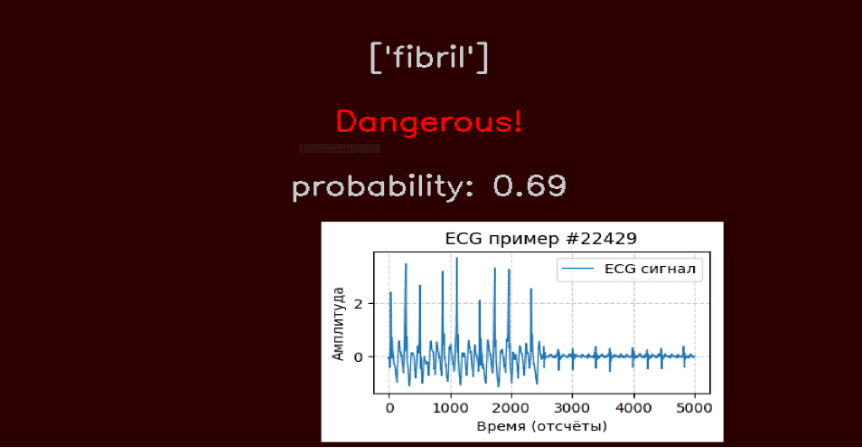 ['fibril']
Dangerous!
probability: 0.69
ECG пример #22429
ECG сигнал
Амплитуда
2
0
0 1000 2000 3000 4000 5000
Время (отсчёты)